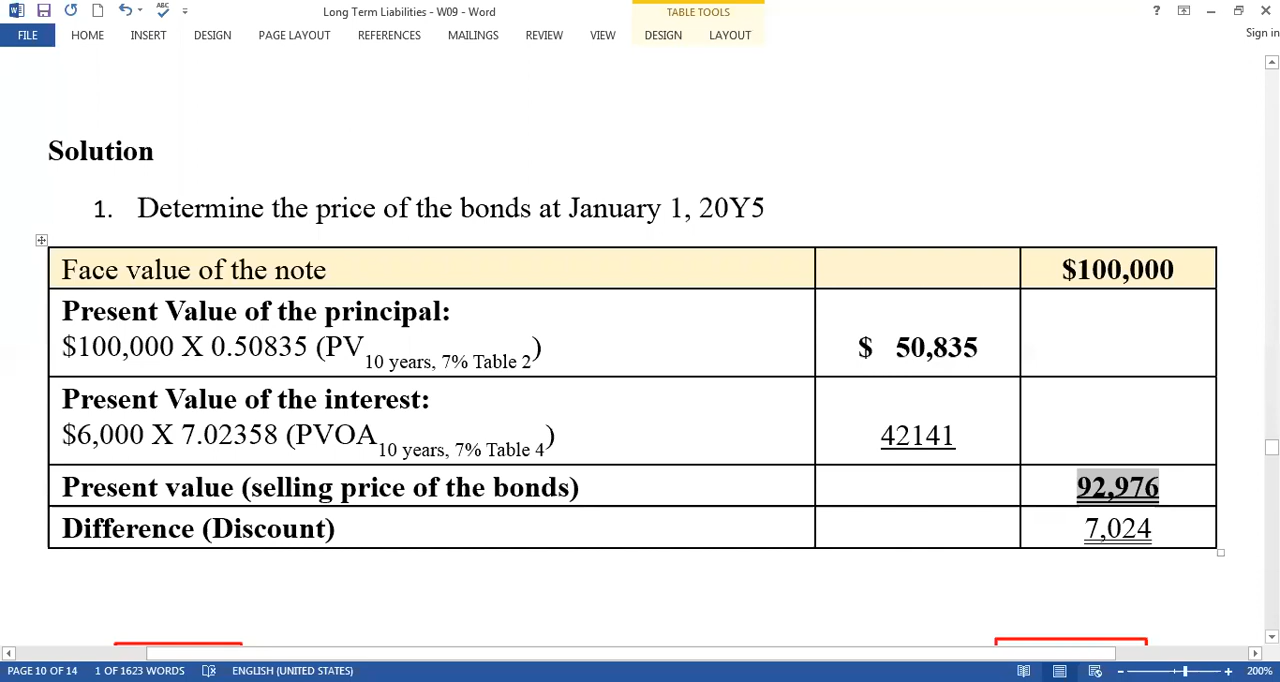 Long Term Liabilities - W09 - Word
TABLE TOOLS
?
FILE HOME INSERT DESIGN PAGE LAYOUT REFERENCES MAILINGS REVIEW VIEW DESIGN LAYOUT Sign in
Solution
1. Determine the price of the bonds at January 1, 20Y5
Face value of the note $100,000
Present Value of the principal:
$100,000 X 0.50835 (PV 10 years, 7% Table 2) $ 50,835
Present Value of the interest:
$6,000 X 7.02358 (PVOA 10 years, 7% Table 4) 42141
Present value (selling price of the bonds) 92,976
Difference (Discount) 7,024
PAGE 10 OF 14 1 OF 1623 WORDS ENGLISH (UNITED STATES) 200%